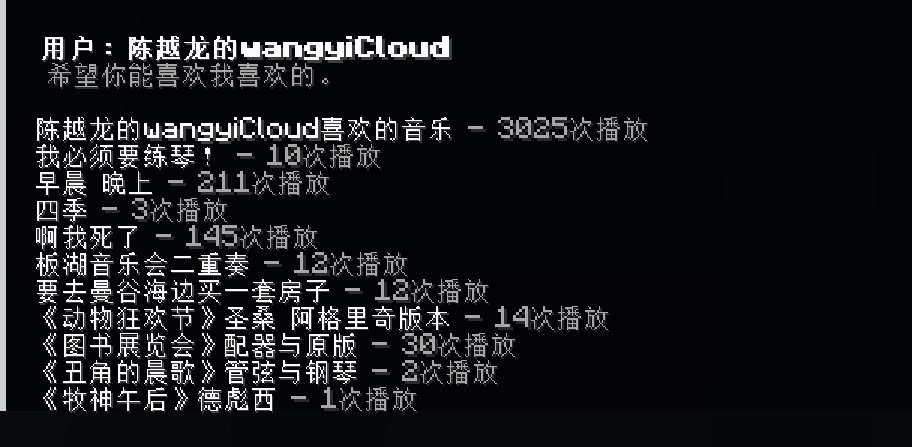 用户：陈越龙的wangyiCloud
希望你能喜欢我喜欢的。
陈越龙的wangyiCloud喜欢的音乐 - 3025次播放
我必须要练琴！ - 10次播放
早晨 晚上 - 211次播放
四季 - 3次播放
啊我死了 - 145次播放
板湖音乐会二重奏 - 12次播放
要去曼谷海边买一套房子 - 12次播放
《动物狂欢节》圣桑 阿格里奇版本 - 14次播放
《图书展览会》配器与原版 - 30次播放
《丑角的晨歌》管弦与钢琴 - 2次播放
《牧神午后》德彪西 - 1次播放